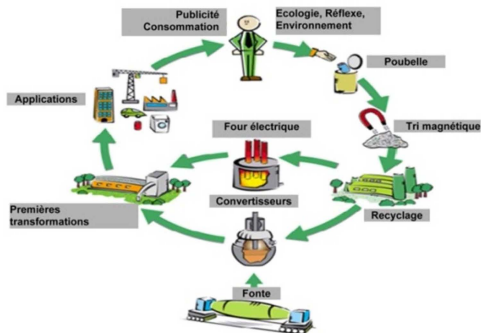 Publicité
Consommation
Ecologie, Réflexe,
Environnement
Poubelle
Applications
Four électrique
Tri magnétique
Convertisseurs
Premières
transformations
Recyclage
Fonte